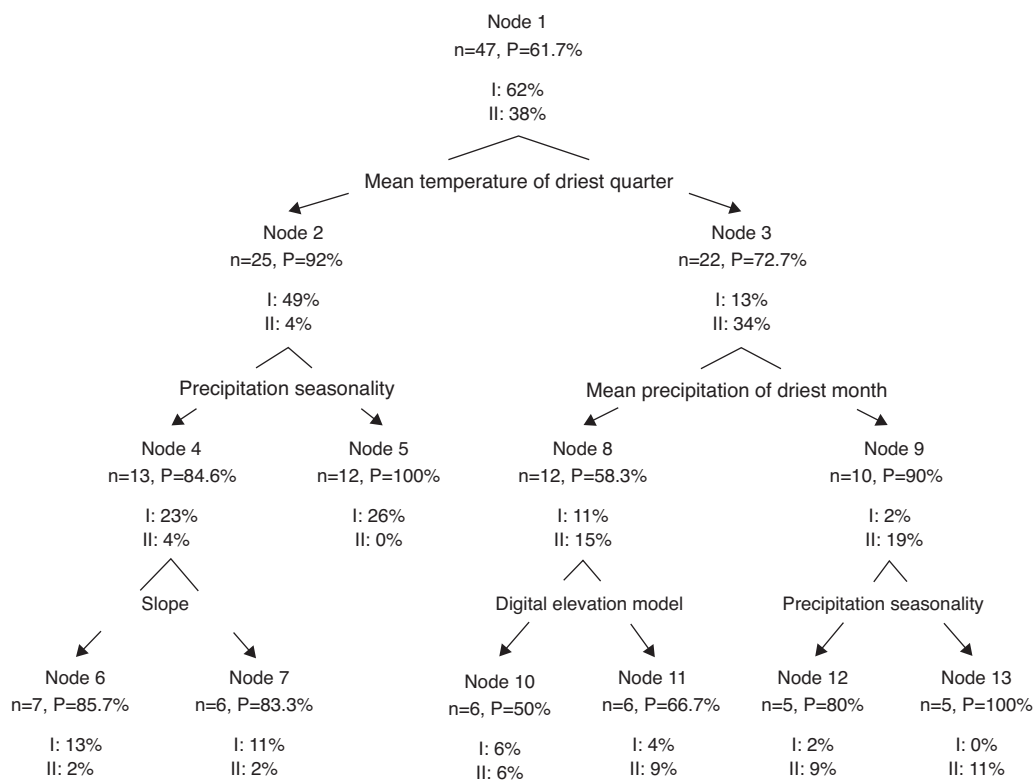 Node 1
n=47, P=61.7%
I: 62%
II: 38%
Mean temperature of driest quarter
Node 2
n=25, P=92%
I: 49%
II: 4%
Node 3
n=22, P=72.7%
I: 13%
II: 34%
Precipitation seasonality
Mean precipitation of driest month
Node 4
n=13, P=84.6%
I: 23%
II: 4%
Node 5
n=12, P=100%
I: 26%
II: 0%
Node 8
n=12, P=58.3%
I: 11%
II: 15%
Node 9
n=10, P=90%
I: 2%
II: 19%
Slope
Digital elevation model
Precipitation seasonality
Node 6
n=7, P=85.7%
I: 13%
II: 2%
Node 7
n=6, P=83.3%
I: 11%
II: 2%
Node 10
n=6, P=50%
I: 6%
II: 6%
Node 11
n=6, P=66.7%
I: 4%
II: 9%
Node 12
n=5, P=80%
I: 2%
II: 9%
Node 13
n=5, P=100%
I: 0%
II: 11%